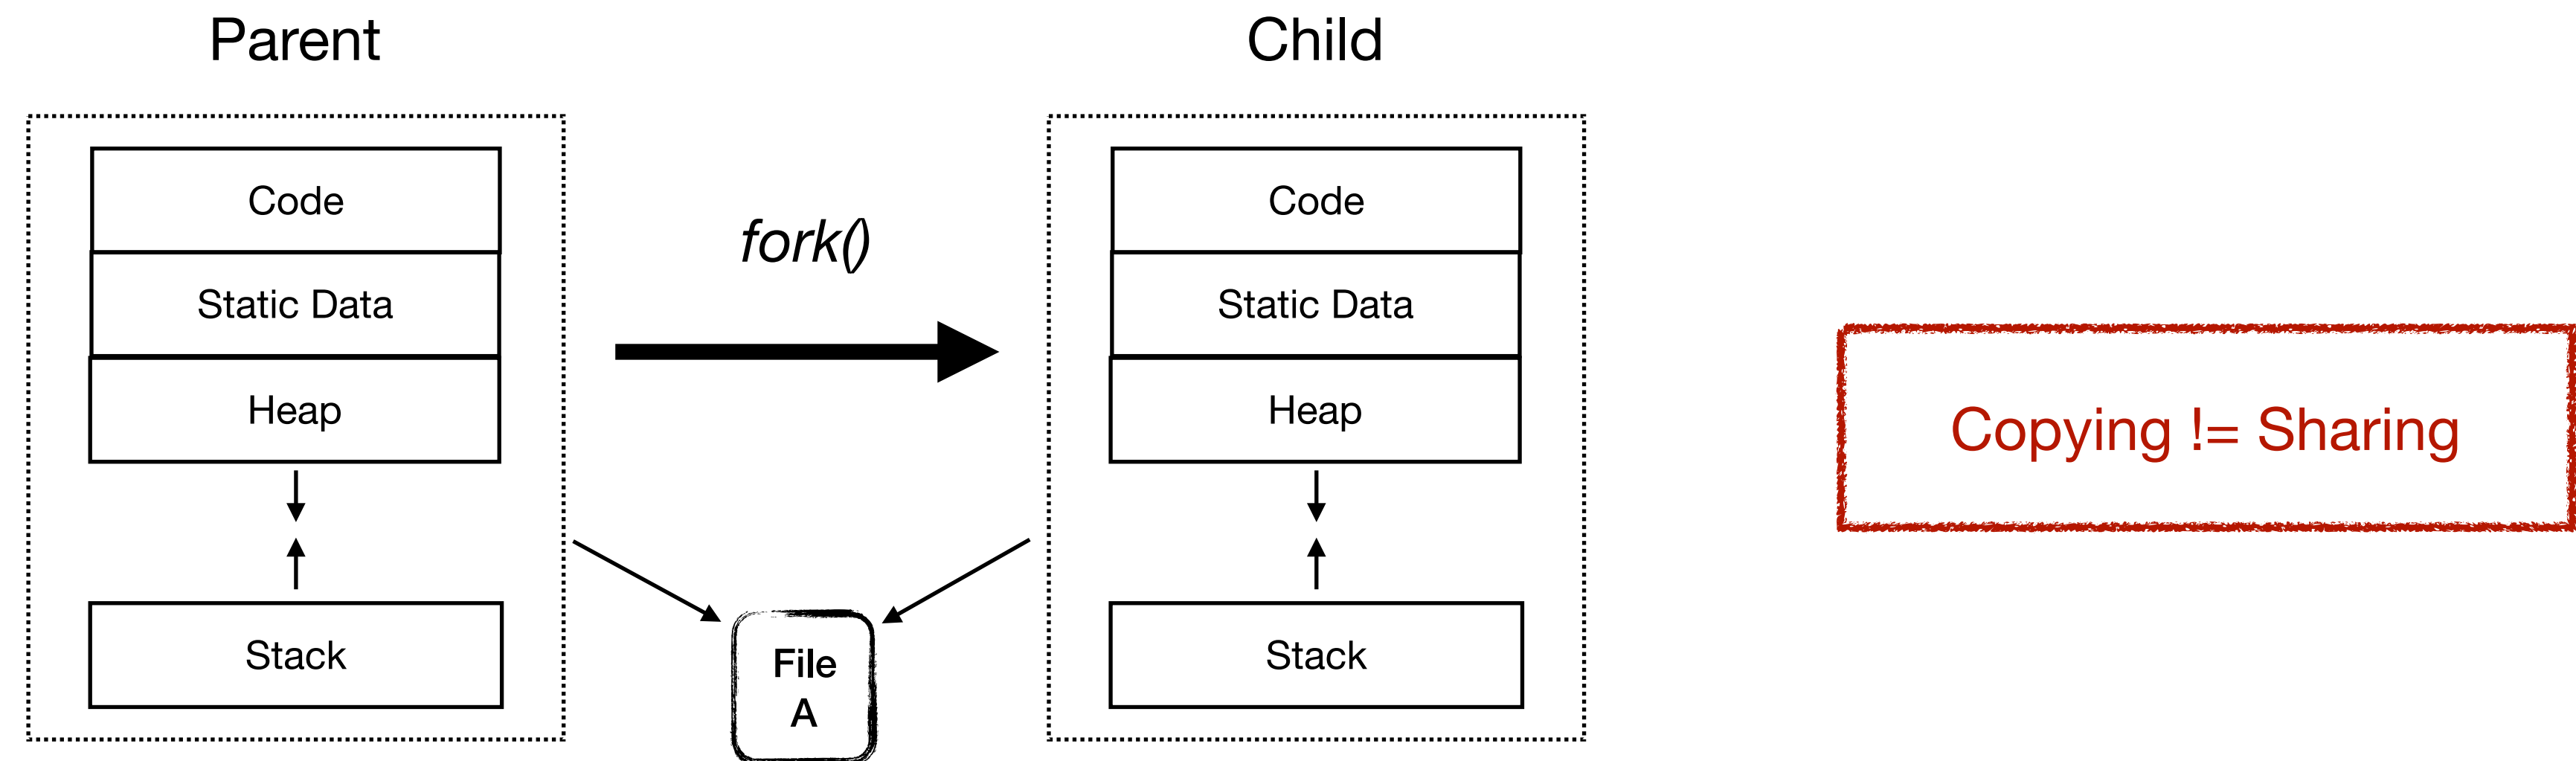 Parent
Child
Code
Static Data
Heap
Stack
fork()
File
A
Code
Static Data
Heap
Stack
Copying != Sharing